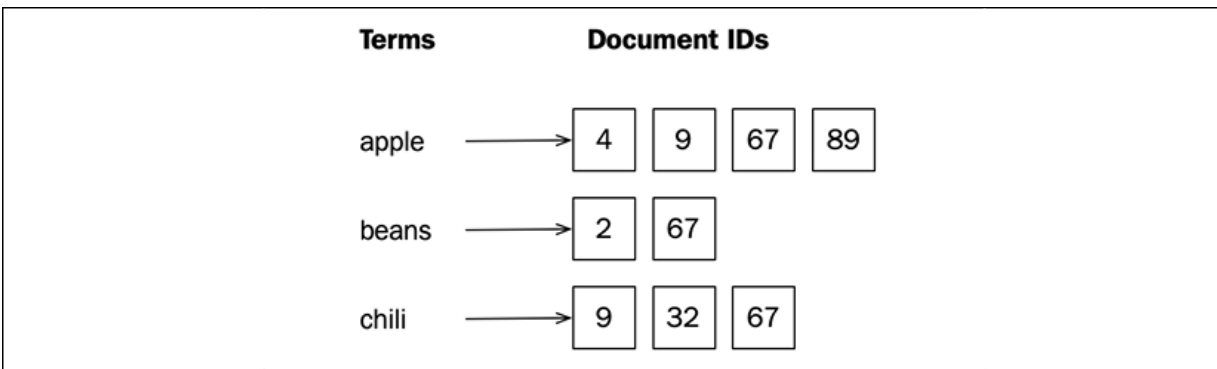 Terms Document IDs
apple 4 9 67 89
beans 2 67
chili 9 32 67